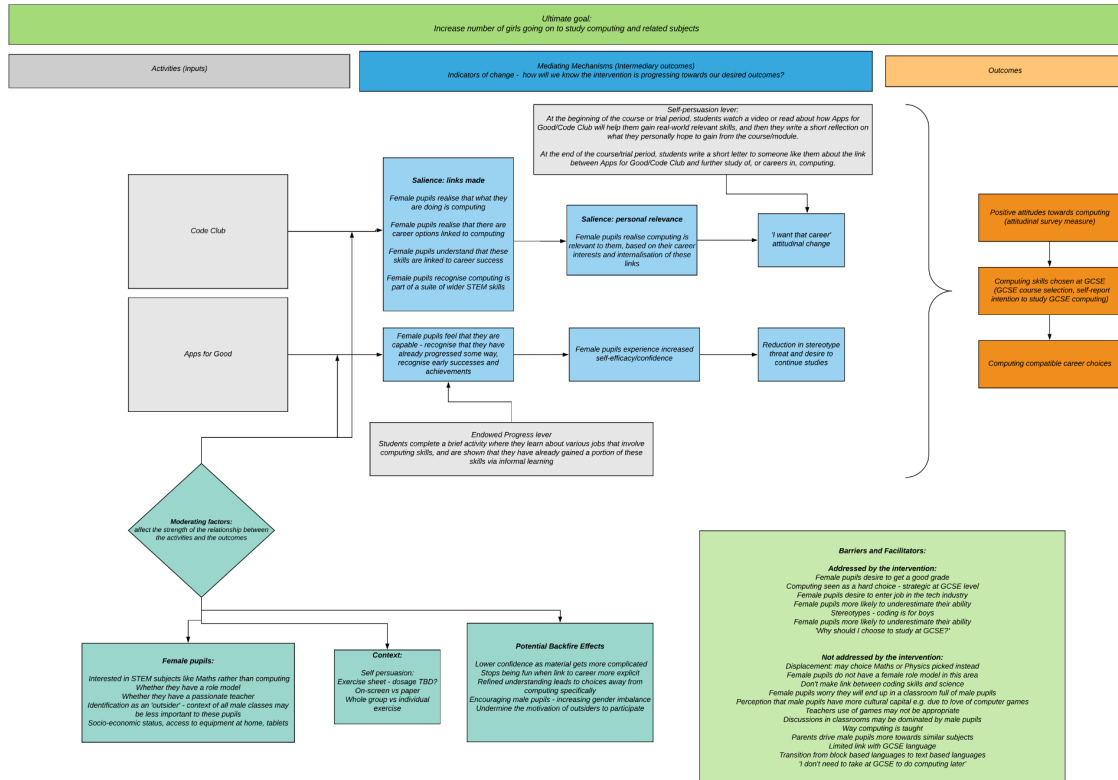 Ultimate goal:
Increase number of girls going on to study computing and related subjects
Activities (inputs)
Mediating Mechanisms (Intermediary outcomes)
Indicators of change - how will we know the intervention is progressing towards our desired outcomes?
Outcomes
Self-persuasion lever:
At the beginning of the course or trial period, students watch a video or read about how Apps for
Good/Code Club will help them gain real-world relevant skills, and then they write a short reflection on
what they personally hope to gain from the course/module.
At the end of the course/trial period, students write a short letter to someone like them about the link
between Apps for Good/Code Club and further study of, or careers in, computing.
Code Club
Salience: links made
Female pupils realise that what they
are doing is computing
Female pupils realise that there are
career options linked to computing
Female pupils understand that these
skills are linked to career success
Female pupils recognise computing is
part of a suite of wider STEM skills
Salience: personal relevance
Female pupils realise computing is
relevant to them, based on their career
interests and internalisation of these
links
'I want that career'
attitudinal change
Positive attitudes towards computing
(attitudinal survey measure)
Computing skills chosen at GCSE
(GCSE course selection, self-report
intention to study GCSE computing)
Computing compatible career choices
Apps for Good
Female pupils feel that they are
capable - recognise that they have
already progressed some way,
recognise early successes and
achievements
Female pupils experience increased
self-efficacy/confidence
Reduction in stereotype
threat and desire to
continue studies
Endowed Progress lever
Students complete a brief activity where they learn about various jobs that involve
computing skills, and are shown that they have already gained a portion of these
skills via informal learning
Moderating factors:
affect the strength of the relationship between
the activities and the outcomes
Female pupils:
Interested in STEM subjects like Maths rather than computing
Whether they have a role model
Whether they have a passionate teacher
Identification as an 'outsider' - context of all male classes may
be less important to these pupils
Socio-economic status, access to equipment at home, tablets
Context:
Self persuasion:
Exercise sheet - dosage TBD?
On-screen vs paper
Whole group vs individual
exercise
Potential Backfire Effects
Lower confidence as material gets more complicated
Stops being fun when link to career more explicit
Refined understanding leads to choices away from
computing specifically
Encouraging male pupils - increasing gender imbalance
Undermine the motivation of outsiders to participate
Barriers and Facilitators:
Addressed by the intervention:
Female pupils desire to get a good grade
Computing seen as a hard choice - strategic at GCSE level
Female pupils desire to enter job in the tech industry
Female pupils more likely to underestimate their ability
Stereotypes - coding is for boys
Female pupils more likely to underestimate their ability
'Why should I choose to study at GCSE?'
Not addressed by the intervention:
Displacement: may choose Maths or Physics picked instead
Female pupils do not have a female role model in this area
Don't make link between coding skills and science
Female pupils worry they will end up in a classroom full of male pupils
Perception that male pupils have more cultural capital e.g. due to love of computer games
Teachers use of games may not be appropriate
Discussions in classrooms may be dominated by male pupils
Way computing is taught
Parents drive male pupils more towards similar subjects
Limited link with GCSE language
Transition from block based languages to text based languages
'I don't need to take at GCSE to do computing later'